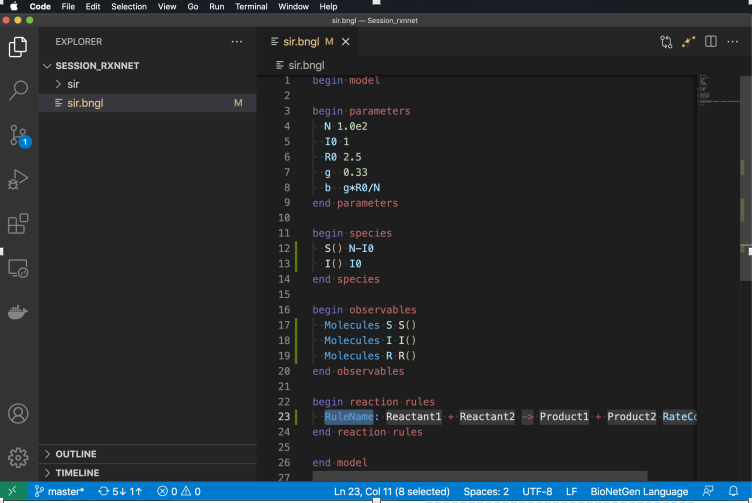 Code File Edit Selection View Go Run Terminal Window Help
sir.bngl — Session_rxnnet
EXPLORER
SESSION_RXNNET
sir
sir.bngl M
1
OUTLINE
TIMELINE
sir.bngl M
sir.bngl
1 begin model
2
3 begin parameters
4 N 1.0e2
5 I0 1
6 R0 2.5
7 g 0.33
8 b g*R0/N
9 end parameters
10
11 begin species
12 S() N-I0
13 I() I0
14 end species
15
16 begin observables
17 Molecules S S()
18 Molecules I I()
19 Molecules R R()
20 end observables
21
22 begin reaction rules
23 RuleName: Reactant1 + Reactant2 -> Product1 + Product2 RateCo
24 end reaction rules
25
26 end model
27
master* 5↓ 1↑ 0 0 Ln 23, Col 11 (8 selected) Spaces: 2 UTF-8 LF BioNetGen Language